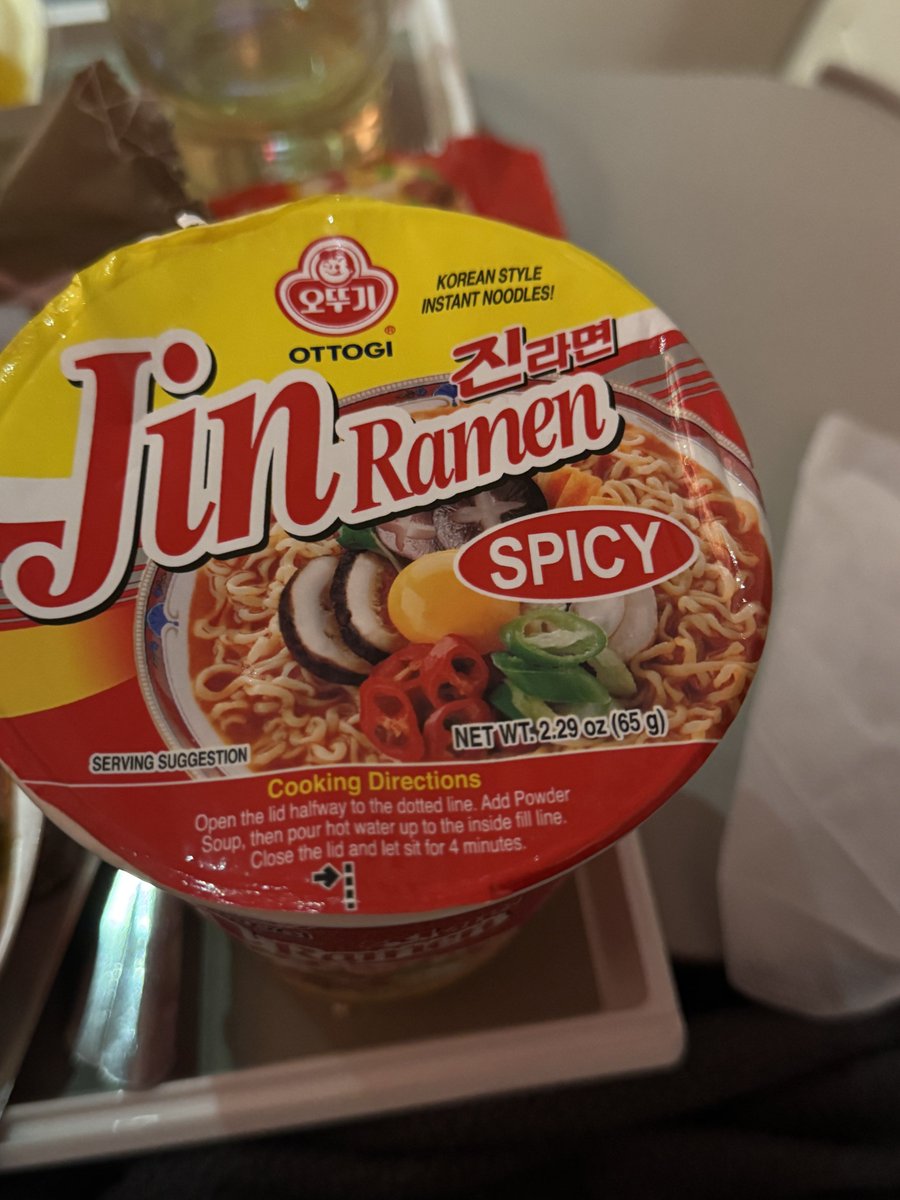 오뚜기
®
OTTOGI
KOREAN STYLE
INSTANT NOODLES!
진라면
Jin Ramen
SPICY
NET WT. 2.29 oz (65 g)
SERVING SUGGESTION
Cooking Directions
Open the lid halfway to the dotted line. Add Powder
Soup, then pour hot water up to the inside fill line.
Close the lid and let sit for 4 minutes.